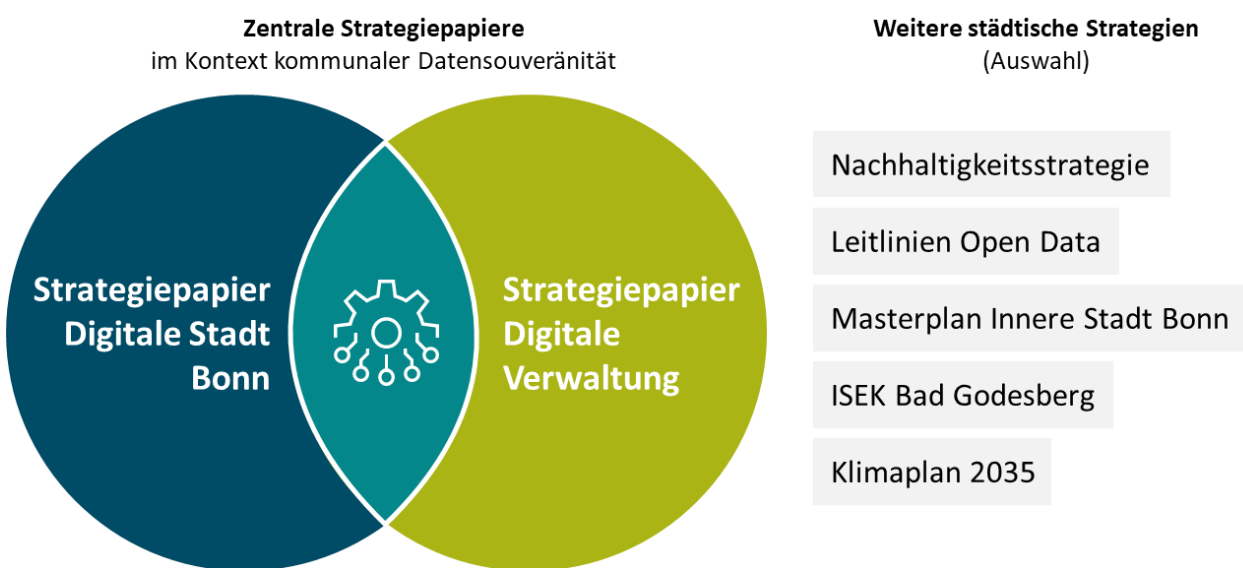 Zentrale Strategiepapiere
im Kontext kommunaler Datensouveränität
Strategiepapier
Digitale Stadt
Bonn
Strategiepapier
Digitale
Verwaltung
Weitere städtische Strategien
(Auswahl)
Nachhaltigkeitsstrategie
Leitlinien Open Data
Masterplan Innere Stadt Bonn
ISEK Bad Godesberg
Klimaplan 2035